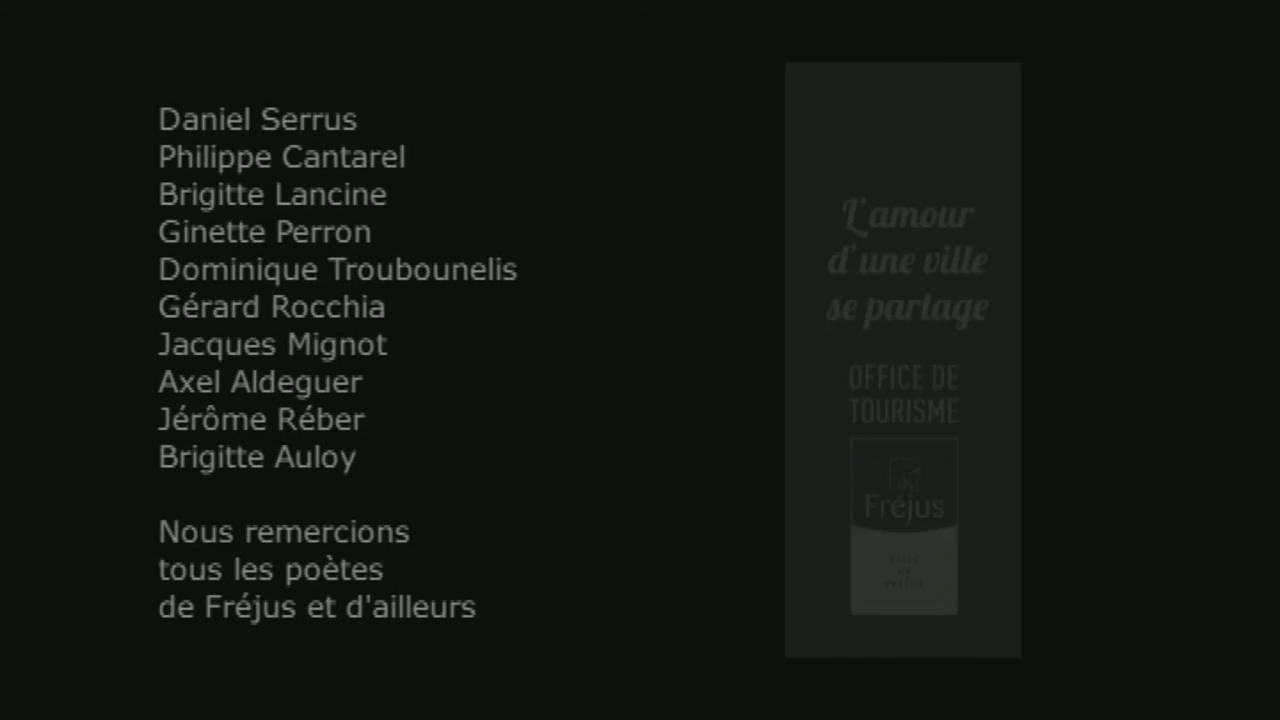 Daniel Serrus
Philippe Cantarel
Brigitte Lancine
Ginette Perron
Dominique Troubounelis
Gérard Rocchia
Jacques Mignot
Axel Aldeguer
Jérôme Réber
Brigitte Auloy
Nous remercions
tous les poètes
de Fréjus et d'ailleurs
L'amour
d'une ville
se partage
OFFICE DE
TOURISME
Fréjus